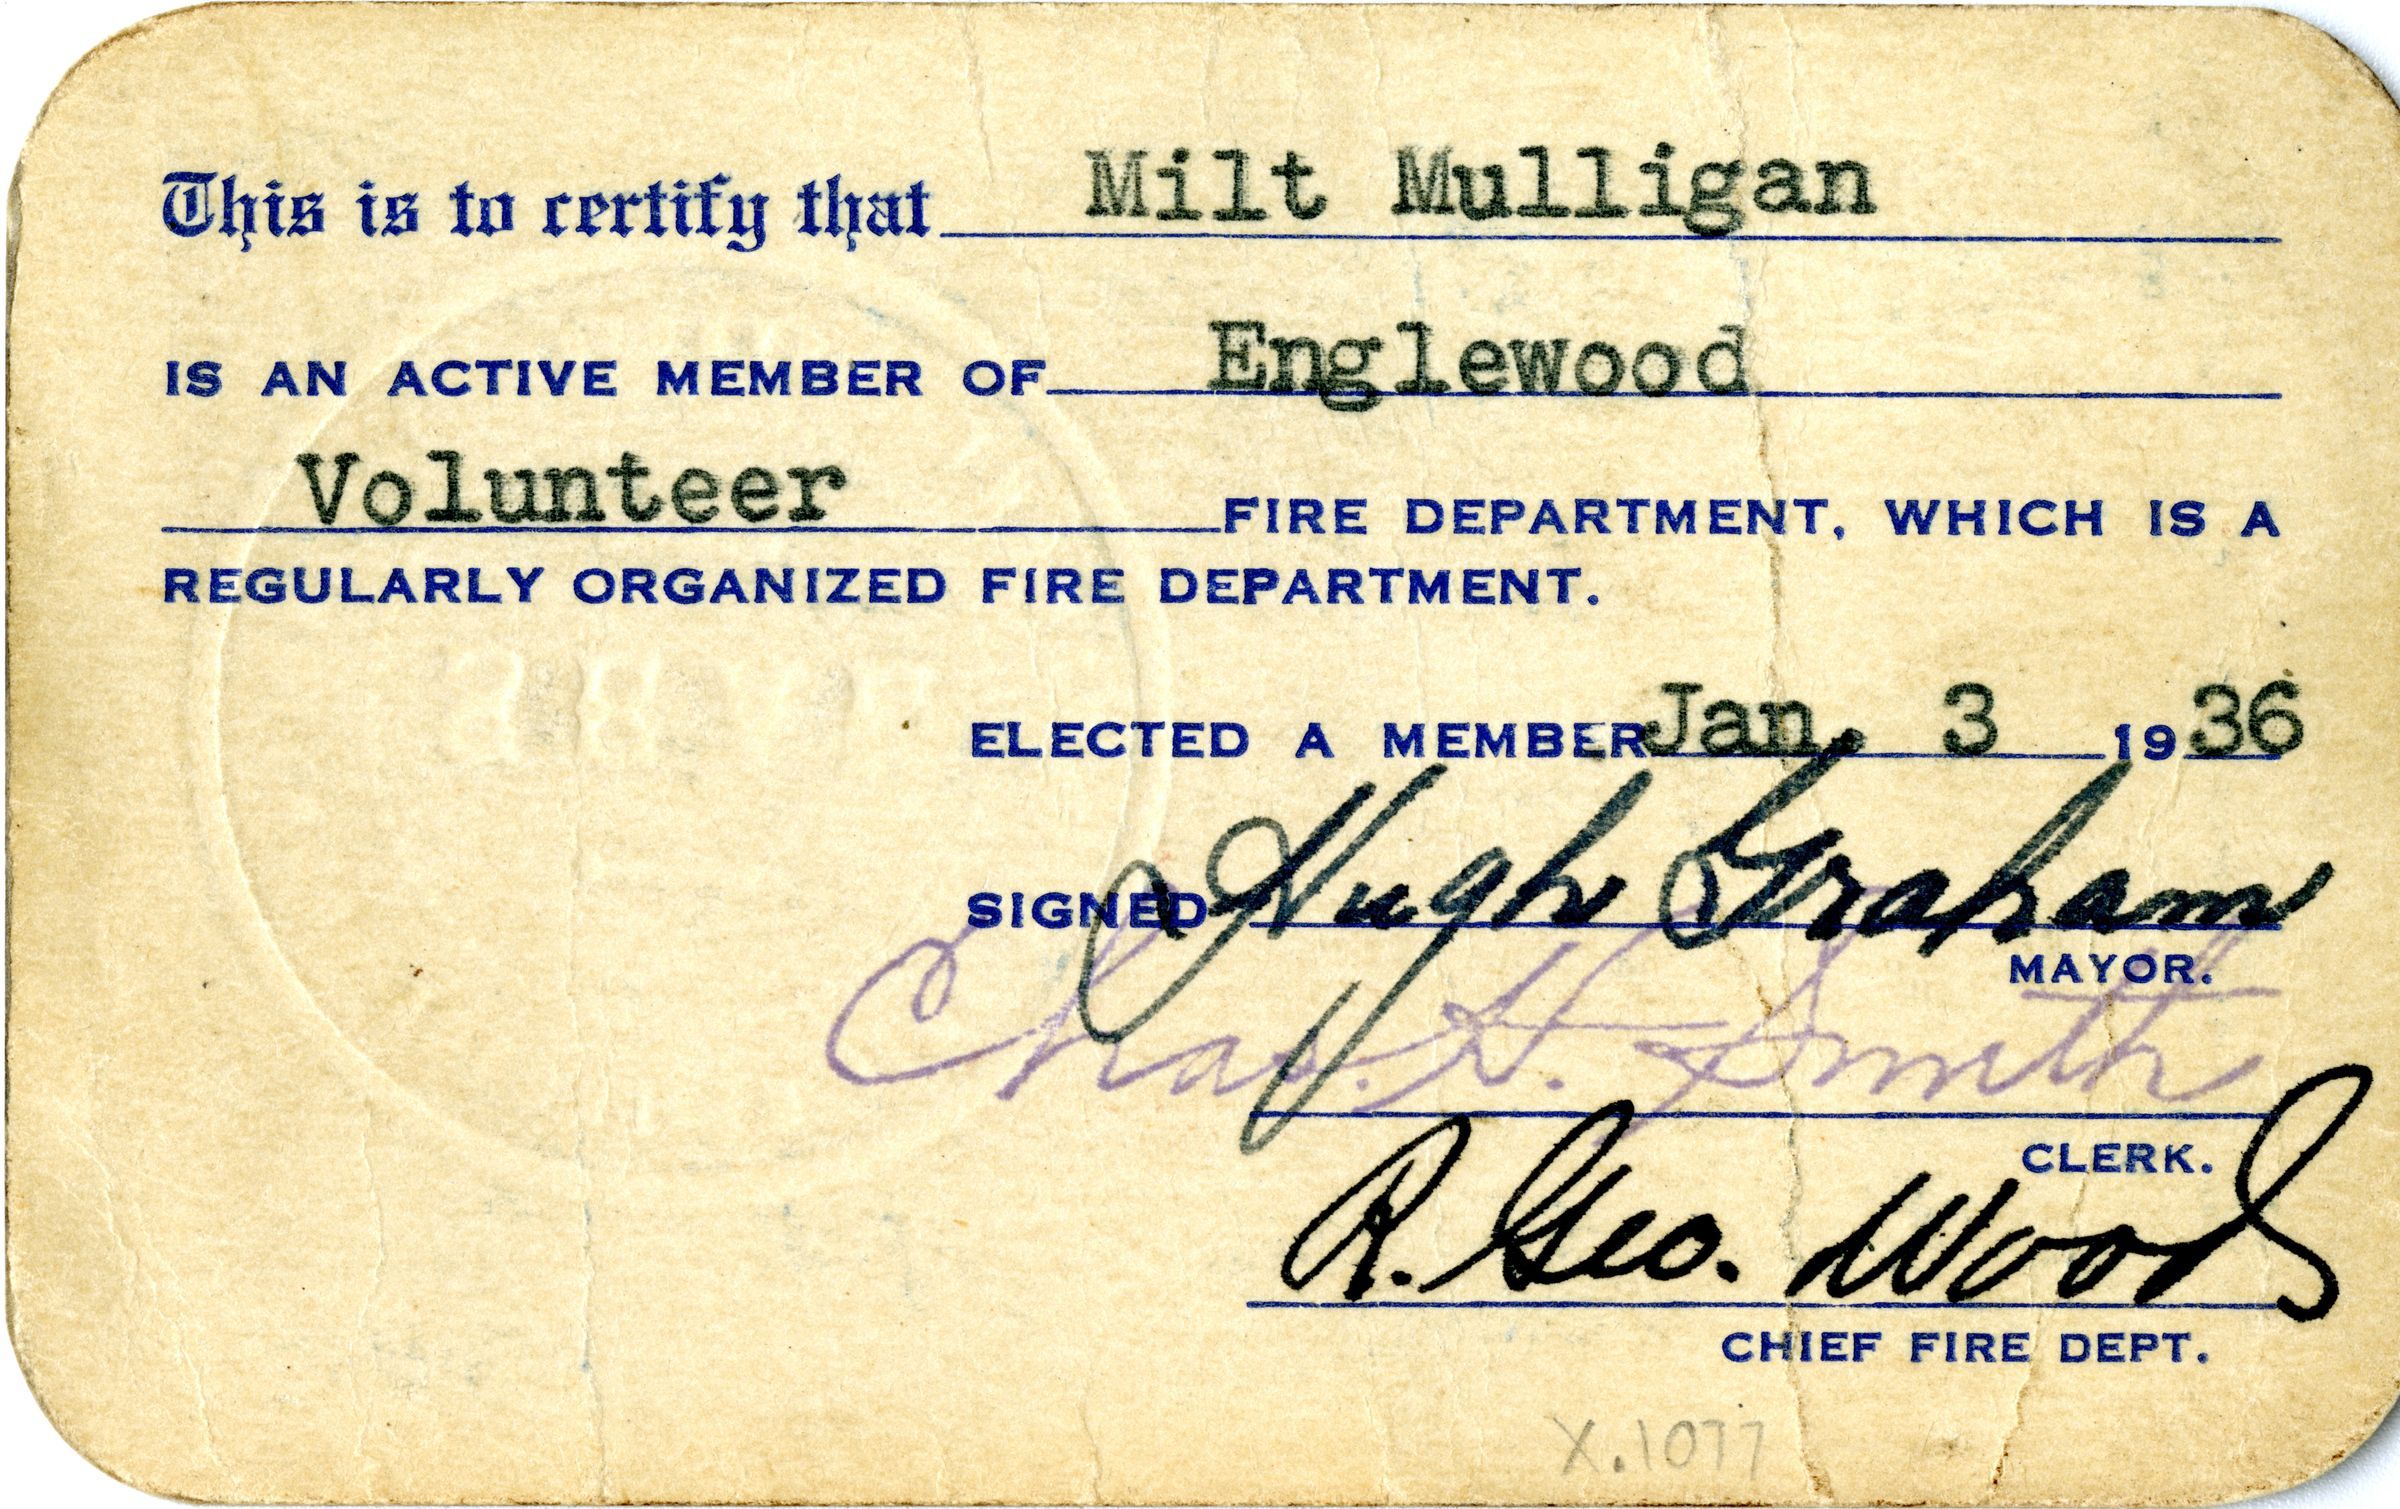 This is to certify that Milt Mulligan
IS AN ACTIVE MEMBER OF Englewood
Volunteer FIRE DEPARTMENT, WHICH IS A
REGULARLY ORGANIZED FIRE DEPARTMENT.
ELECTED A MEMBER Jan. 3 1936
SIGNED Hugh Graham
MAYOR.
Chas. H. Smith
CLERK.
R. Geo. Woods
CHIEF FIRE DEPT.
X.1077